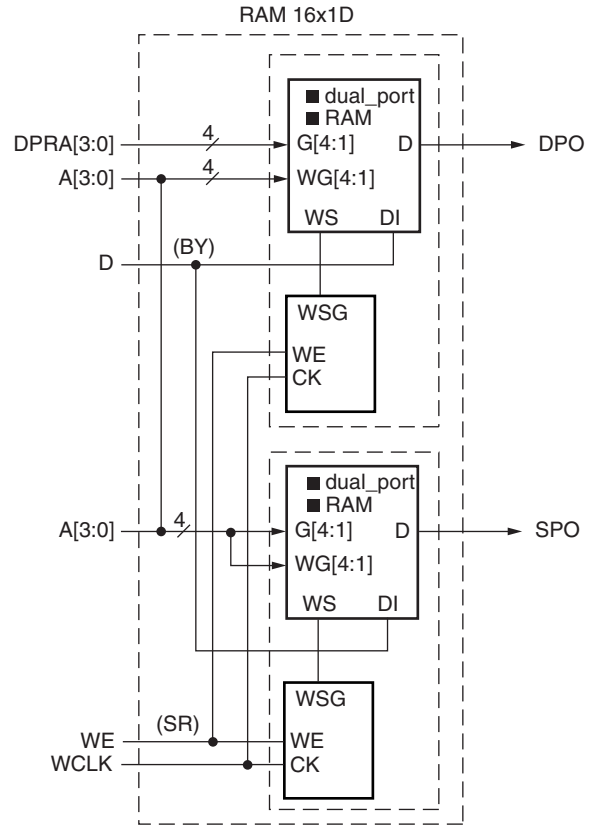 RAM 16x1D
dual_port
RAM
DPRA[3:0] 4 G[4:1] D DPO
A[3:0] 4 WG[4:1]
WS DI
D (BY)
WSG
WE
CK
dual_port
RAM
A[3:0] 4 G[4:1] D SPO
WG[4:1]
WS DI
WSG
WE (SR) WE
WCLK CK